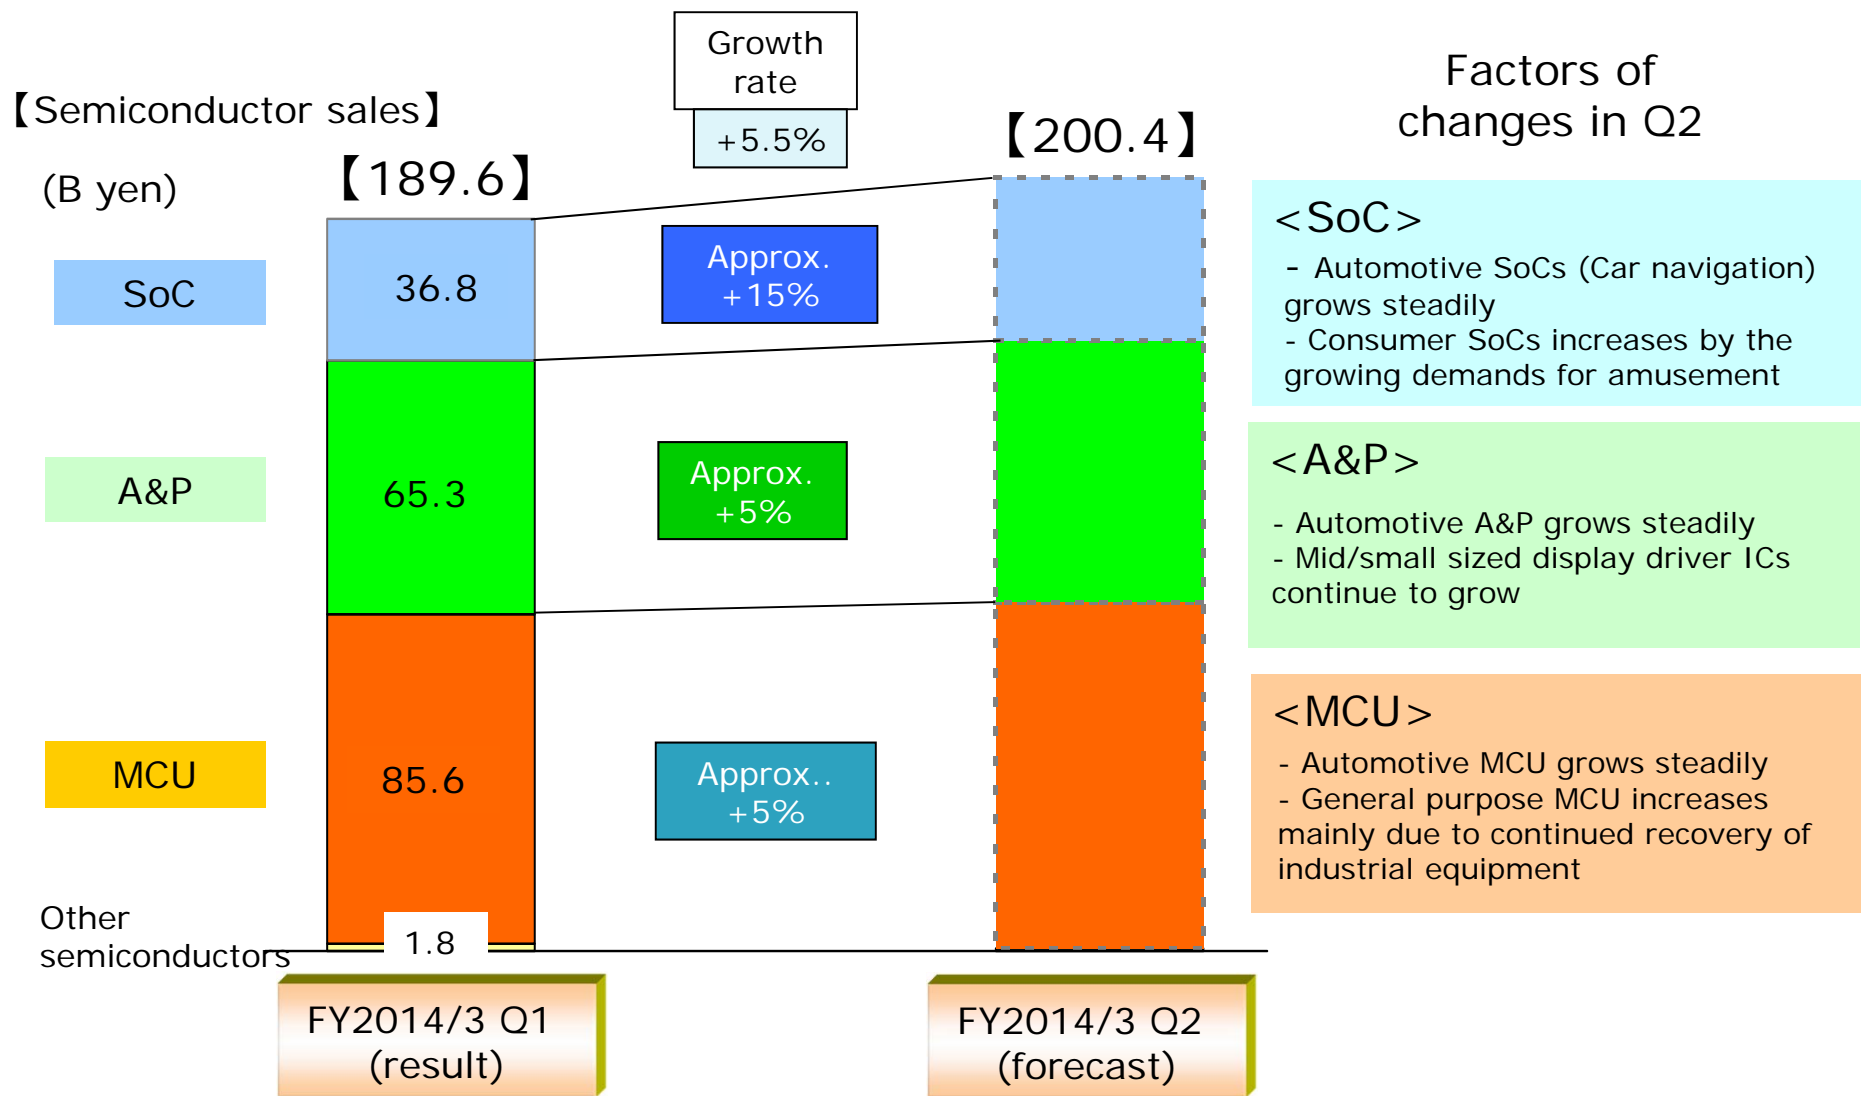 【Semiconductor sales】
(B yen)
Growth
rate
+5.5%
【189.6】
【200.4】
Factors of
changes in Q2
SoC
36.8
Approx.
+15%
A&P
65.3
Approx.
+5%
MCU
85.6
Approx..
+5%
Other
semiconductors
1.8
FY2014/3 Q1
(result)
FY2014/3 Q2
(forecast)
<SoC>
- Automotive SoCs (Car navigation)
grows steadily
- Consumer SoCs increases by the
growing demands for amusement
<A&P>
- Automotive A&P grows steadily
- Mid/small sized display driver ICs
continue to grow
<MCU>
- Automotive MCU grows steadily
- General purpose MCU increases
mainly due to continued recovery of
industrial equipment